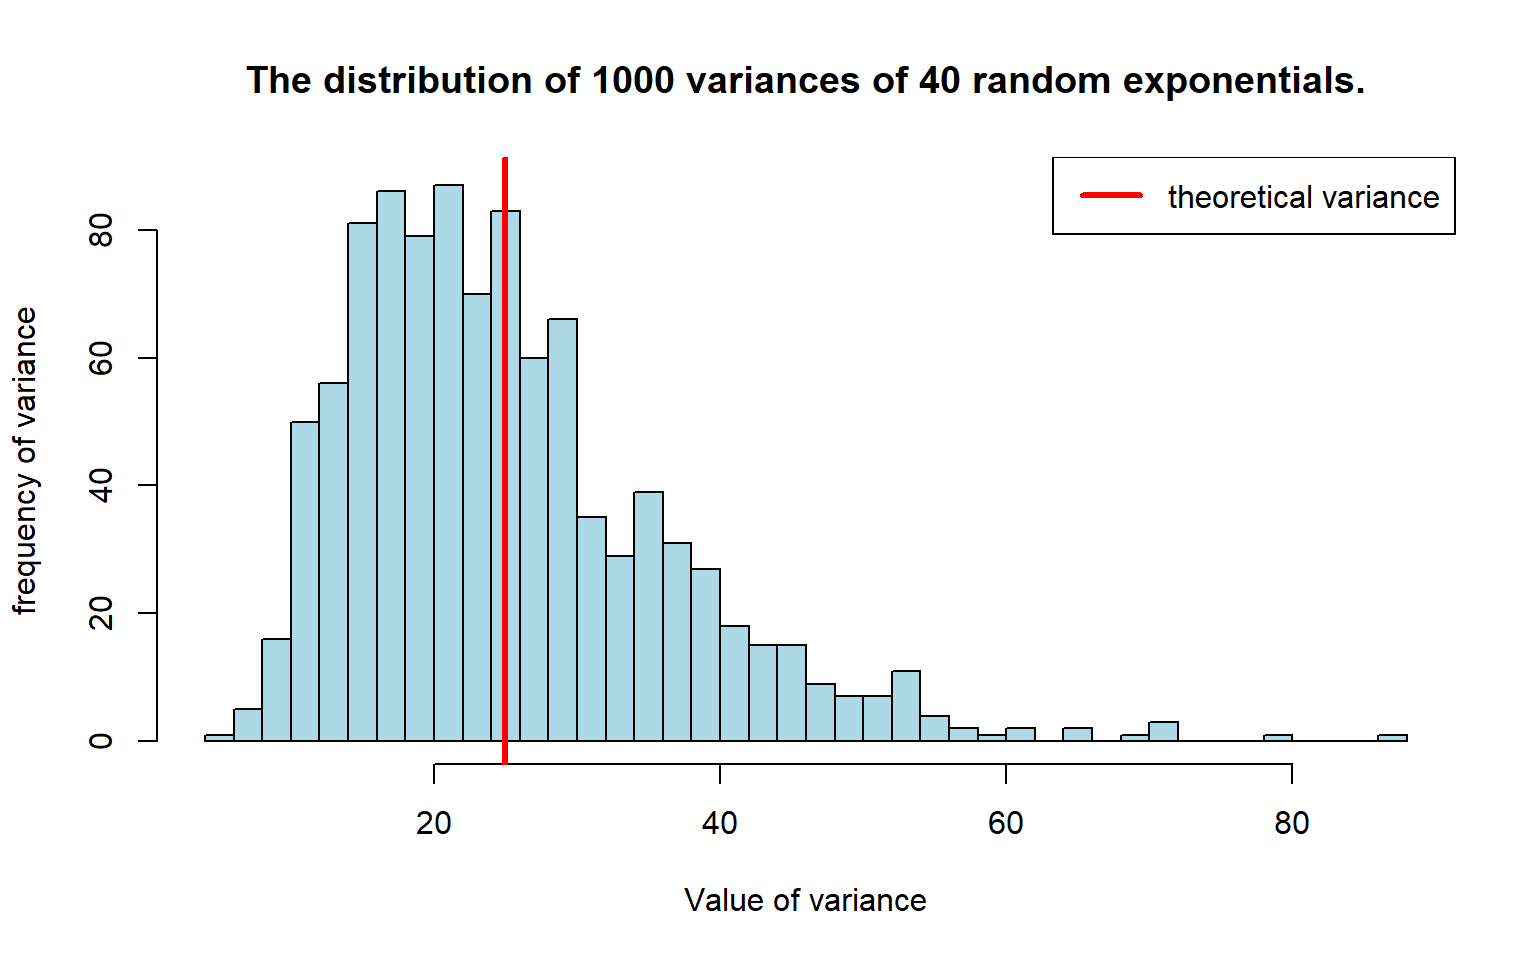 The distribution of 1000 variances of 40 random exponentials.
theoretical variance
frequency of variance
80
60
40
20
0
20 40 60 80
Value of variance